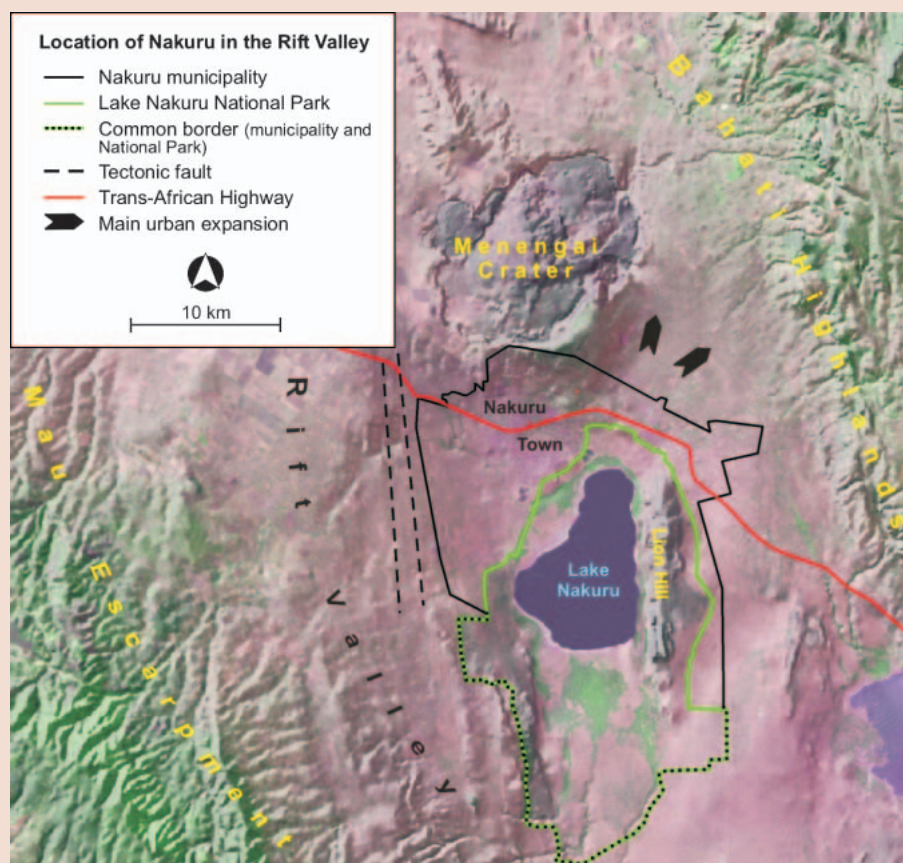 Location of Nakuru in the Rift Valley
Nakuru municipality
Lake Nakuru National Park
Common border (municipality and
National Park)
Tectonic fault
Trans-African Highway
Main urban expansion
10 km
Bahati Highlands
Menengai
Crater
Mau
Escarpment
Rift
Valley
Nakuru
Town
Lion Hill
Lake
Nakuru